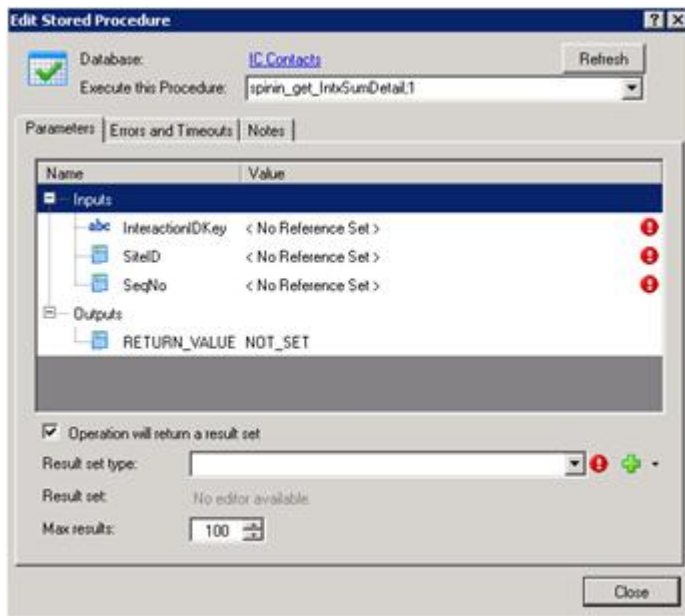 Edit Stored Procedure
Database: IC.Contacts Refresh
Execute this Procedure: spinin_get_IntxSumDetail;1
Parameters Errors and Timeouts Notes
Name Value
Inputs
abc InteractionIDKey < No Reference Set >
SiteID < No Reference Set >
SeqNo < No Reference Set >
Outputs
RETURN_VALUE NOT_SET
Operation will return a result set
Result set type:
Result set: No editor available
Max results: 100
Close